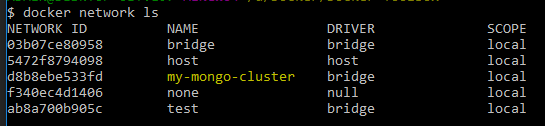 $ docker network ls
NETWORK ID NAME DRIVER SCOPE
03b07ce80958 bridge bridge local
5472f8794098 host host local
d8b8ebe533fd my-mongo-cluster bridge local
f340ec4d1406 none null local
ab8a700b905c test bridge local